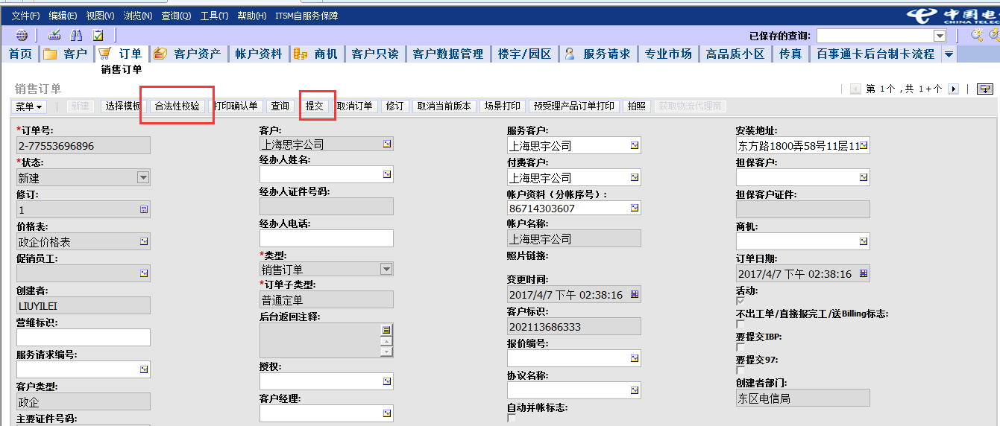 文件(F) 编辑(E) 视图(V) 浏览(N) 查询(Q) 工具(T) 帮助(H) ITSM自服务保障
中国电
CHINA TELEC
已保存的查询:
首页 客户 订单 客户资产 帐户资料 商机 客户只读 客户数据管理 楼宇/园区 服务请求 专业市场 高品质小区 传真 百事通卡后台制卡流程
销售订单
销售订单
第 1个 ,共 1+个
菜单 新建 选择模板 合法性校验 打印确认单 查询 提交 取消订单 修订 取消当前版本 场景打印 预受理产品订单打印 拍照 获取物流代理商
*订单号:
2-77553696896
*状态:
新建
修订:
1
价格表:
政企价格表
促销员工:
创建者:
LIUYILEI
营维标识:
服务请求编号:
客户类型:
政企
主要证件号码:
客户:
上海思宇公司
经办人姓名:
经办人证件号码:
经办人电话:
*类型:
销售订单
*订单子类型:
普通定单
后台返回注释:
授权:
客户经理:
服务客户:
上海思宇公司
付费客户:
上海思宇公司
帐户资料（分帐序号）:
86714303607
帐户名称:
上海思宇公司
照片链接:
变更时间:
2017/4/7 下午 02:38:16
客户标识:
202113686333
报价编号:
协议名称:
自动并帐标志:
安装地址:
东方路1800弄58号11层11
担保客户:
担保客户证件:
商机:
订单日期:
2017/4/7 下午 02:38:16
活动:
不出工单/直接报完工/送Billing标志:
要提交IBP:
要提交97:
创建者部门:
东区电信局